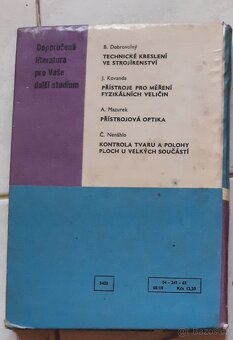 Doporučená
literatura
pro Vaše
další studium
B. Dobrovolný
TECHNICKÉ KRESLENÍ
VE STROJÍRENSTVÍ
J. Kovanda
PŘÍSTROJE PRO MĚŘENÍ
FYZIKÁLNÍCH VELIČIN
A. Mazurek
PŘÍSTROJOVÁ OPTIKA
Č. Nenáhlo
KONTROLA TVARU A POLOHY
PLOCH U VELKÝCH SOUČÁSTÍ